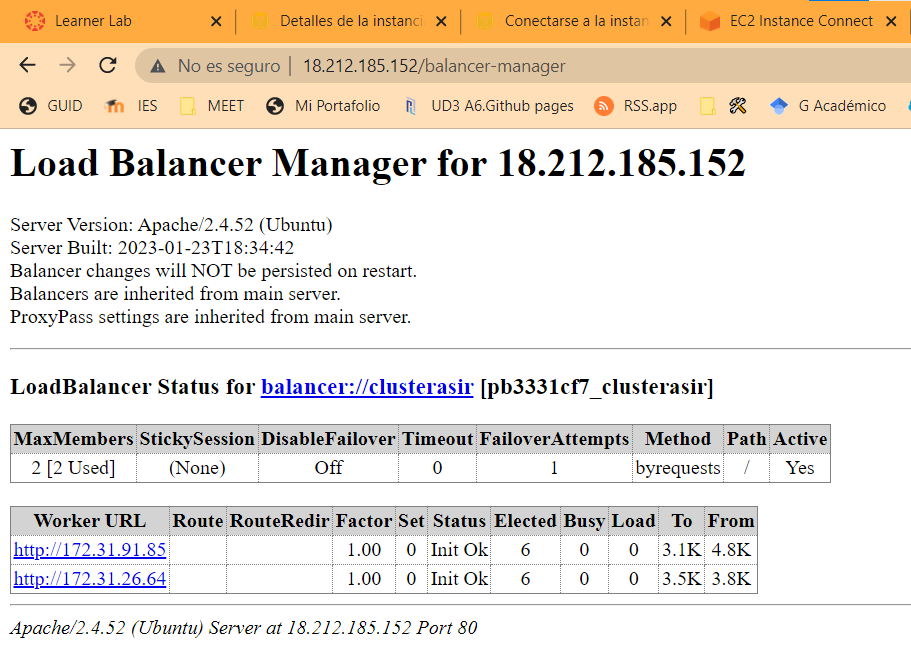 Learner Lab
Detalles de la instanci
Conectarse a la instan
EC2 Instance Connect
No es seguro | 18.212.185.152/balancer-manager
GUID
IES
MEET
Mi Portafolio
UD3 A6.Github pages
RSS.app
G Académico
Load Balancer Manager for 18.212.185.152
Server Version: Apache/2.4.52 (Ubuntu)
Server Built: 2023-01-23T18:34:42
Balancer changes will NOT be persisted on restart.
Balancers are inherited from main server.
ProxyPass settings are inherited from main server.
LoadBalancer Status for balancer://clusterasir [pb3331cf7_clusterasir]
MaxMembers StickySession DisableFailover Timeout FailoverAttempts Method Path Active
2 [2 Used] (None) Off 0 1 byrequests / Yes
Worker URL Route RouteRedir Factor Set Status Elected Busy Load To From
http://172.31.91.85 1.00 0 Init Ok 6 0 0 3.1K 4.8K
http://172.31.26.64 1.00 0 Init Ok 6 0 0 3.5K 3.8K
Apache/2.4.52 (Ubuntu) Server at 18.212.185.152 Port 80